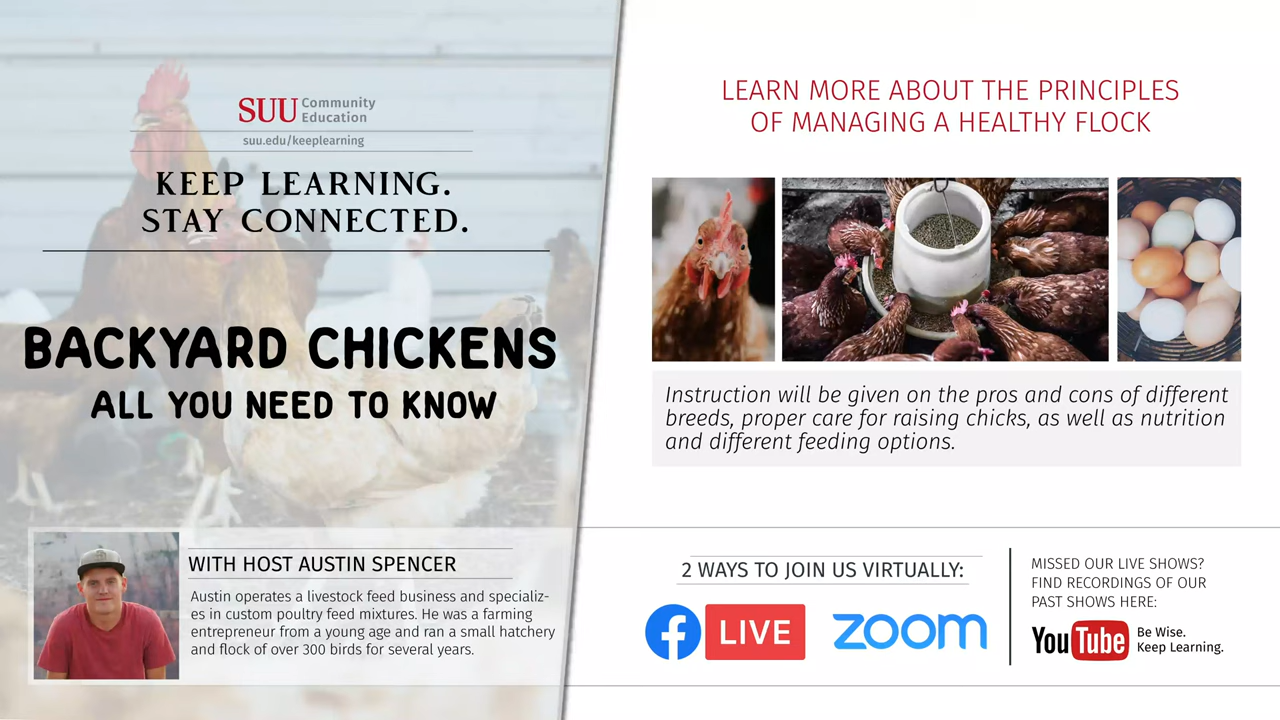 SUU Community
Education
suu.edu/keeplearning
KEEP LEARNING.
STAY CONNECTED.
BACKYARD CHICKENS
ALL YOU NEED TO KNOW
WITH HOST AUSTIN SPENCER
Austin operates a livestock feed business and specializ-
es in custom poultry feed mixtures. He was a farming
entrepreneur from a young age and ran a small hatchery
and flock of over 300 birds for several years.
LEARN MORE ABOUT THE PRINCIPLES
OF MANAGING A HEALTHY FLOCK
Instruction will be given on the pros and cons of different
breeds, proper care for raising chicks, as well as nutrition
and different feeding options.
2 WAYS TO JOIN US VIRTUALLY:
f LIVE
zoom
MISSED OUR LIVE SHOWS?
FIND RECORDINGS OF OUR
PAST SHOWS HERE:
YouTube
Be Wise.
Keep Learning.